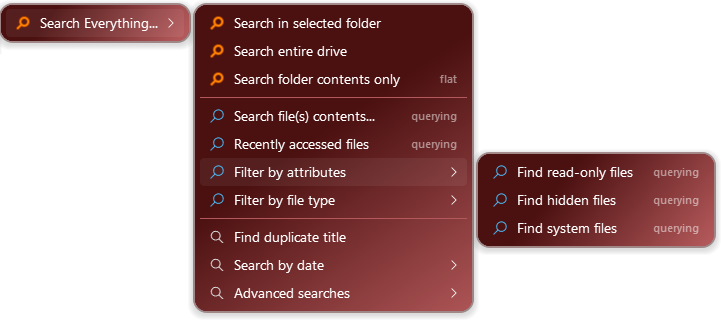 Search Everything...
Search in selected folder
Search entire drive
Search folder contents only flat
Search file(s) contents... querying
Recently accessed files querying
Filter by attributes
Filter by file type
Find duplicate title
Search by date
Advanced searches
Find read-only files querying
Find hidden files querying
Find system files querying